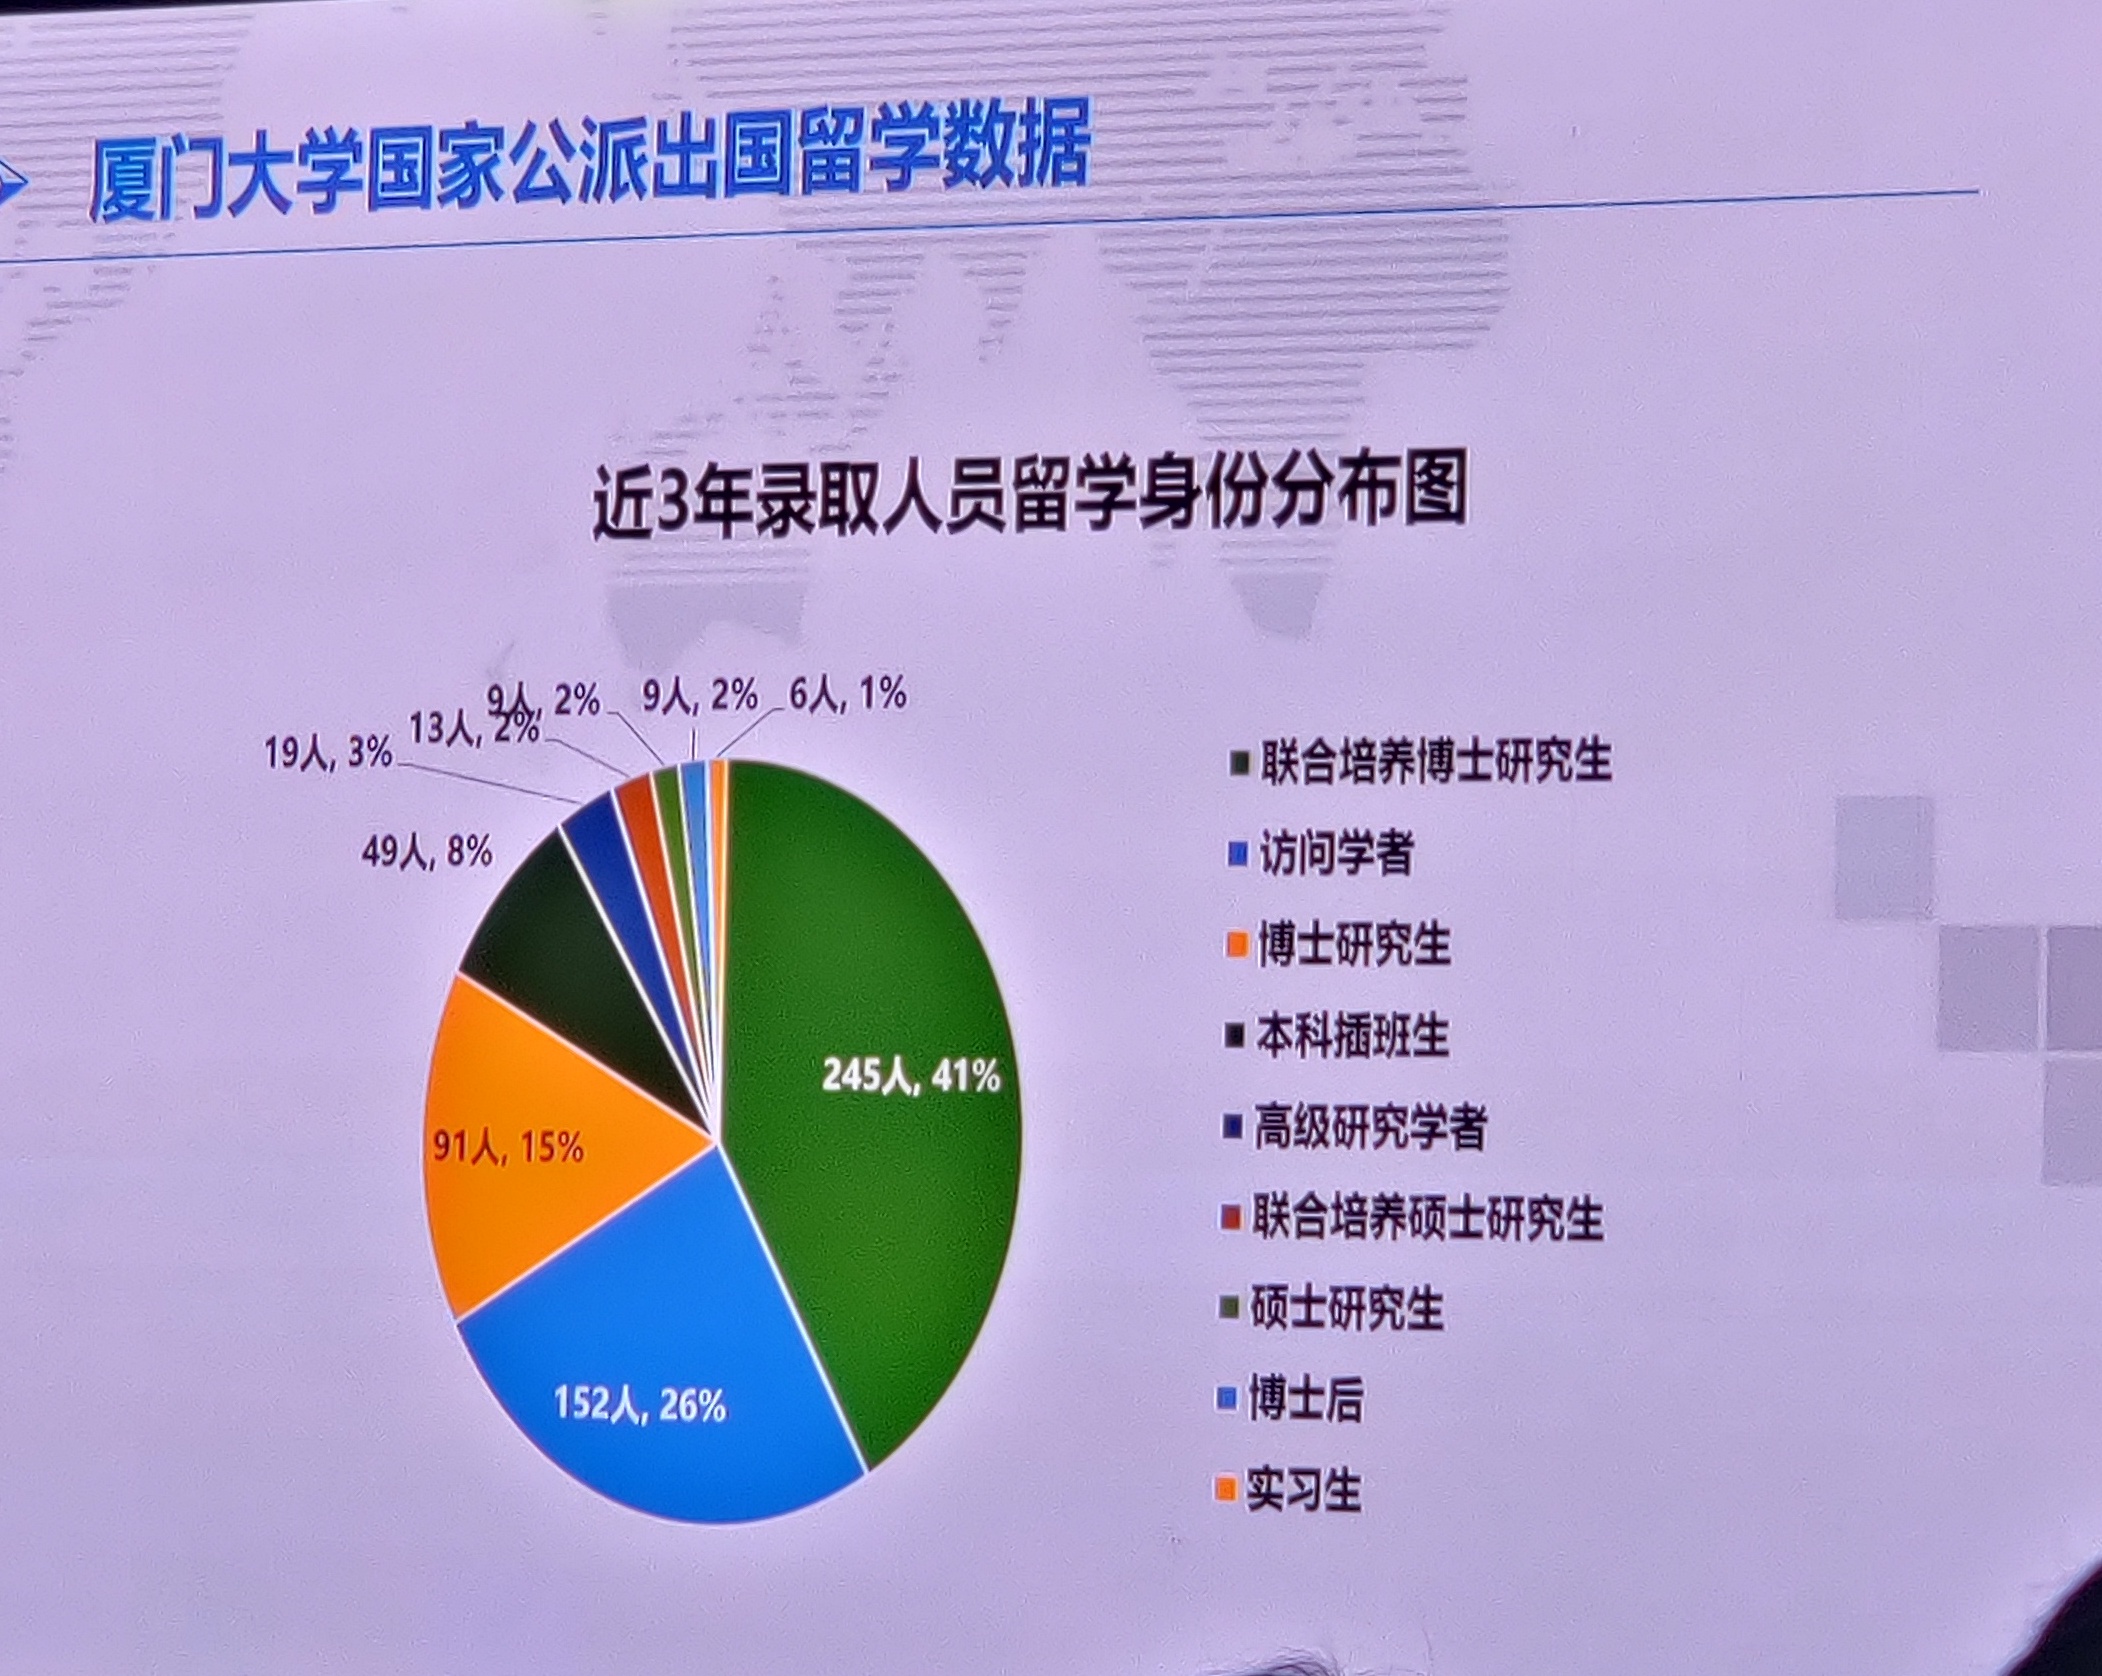 厦门大学国家公派出国留学数据
近3年录取人员留学身份分布图
9人, 2%
9人, 2%
6人, 1%
13人, 2%
19人, 3%
49人, 8%
245人, 41%
91人, 15%
152人, 26%
联合培养博士研究生
访问学者
博士研究生
本科插班生
高级研究学者
联合培养硕士研究生
硕士研究生
博士后
实习生